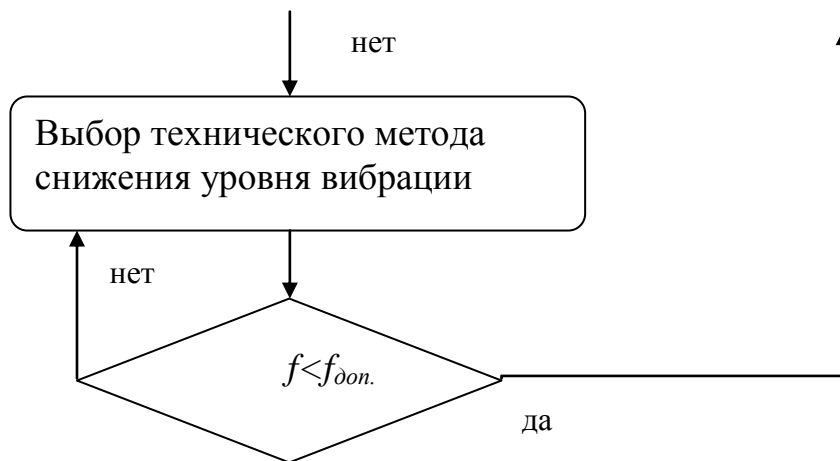 нет
Выбор технического метода
снижения уровня вибрации
нет
f<fдоп.
да